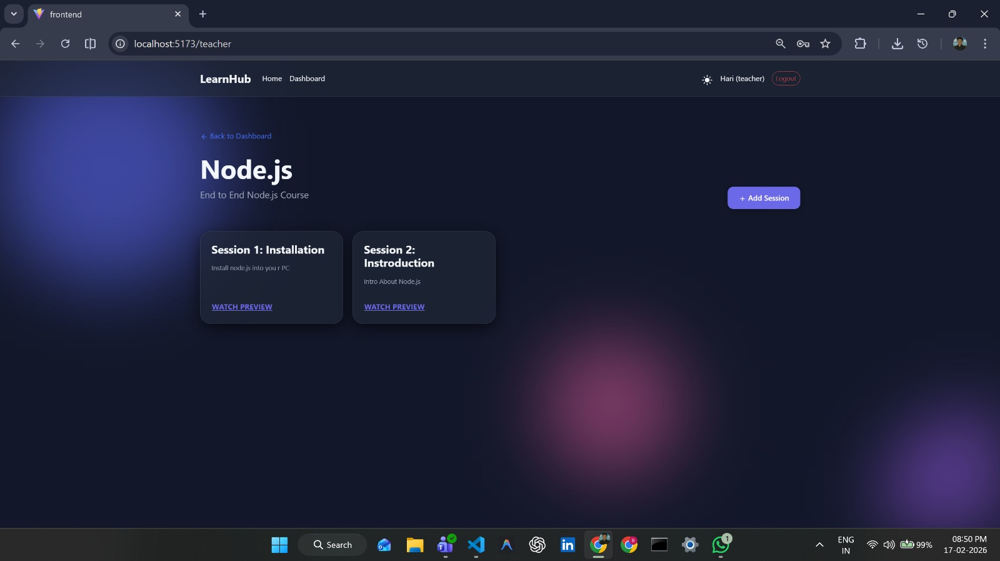 frontend
localhost:5173/teacher
LearnHub Home Dashboard Hari (teacher) Logout
← Back to Dashboard
Node.js
End to End Node.js Course
+ Add Session
Session 1: Installation
Install node.js into you r PC
WATCH PREVIEW
Session 2:
Instroduction
Intro About Node.js
WATCH PREVIEW
Search
1
ENG
IN
99%
08:50 PM
17-02-2026